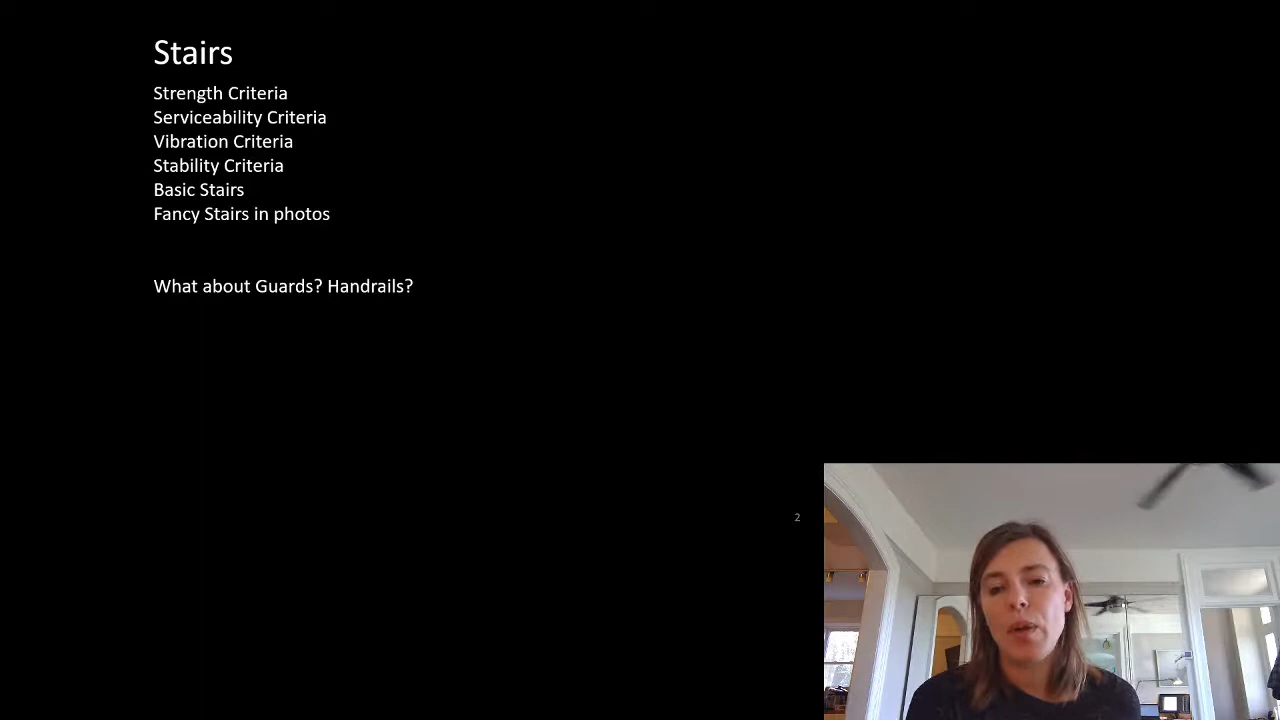 Stairs
Strength Criteria
Serviceability Criteria
Vibration Criteria
Stability Criteria
Basic Stairs
Fancy Stairs in photos
What about Guards? Handrails?
2